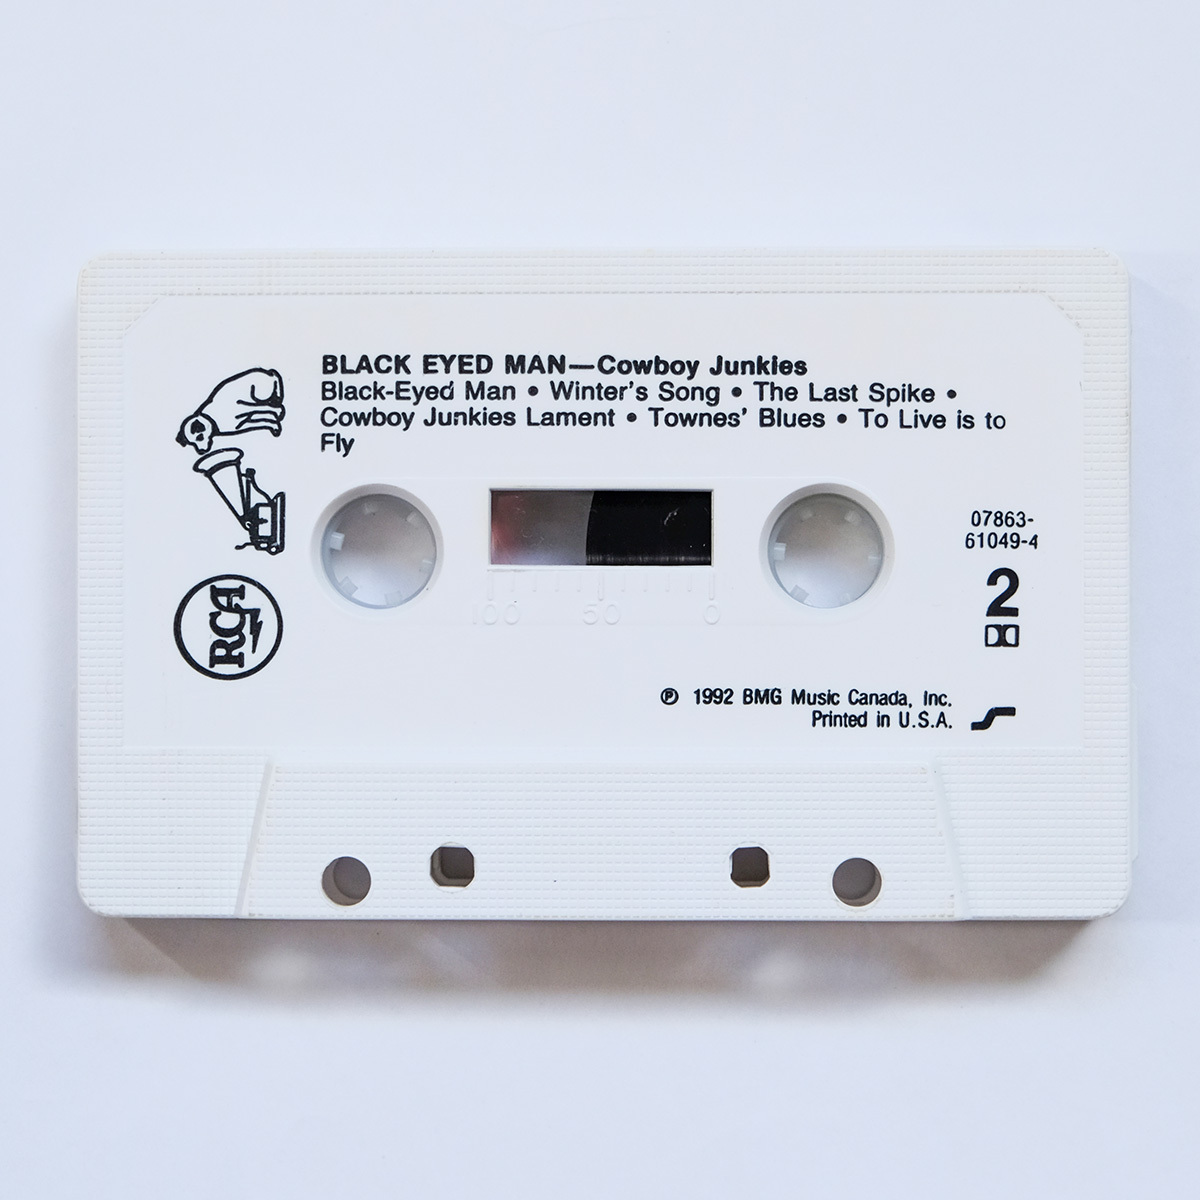 BLACK EYED MAN—Cowboy Junkies
Black-Eyed Man • Winter's Song • The Last Spike •
Cowboy Junkies Lament • Townes' Blues • To Live is to
Fly
07863-
61049-4
2
100 50 0
RCA
℗ 1992 BMG Music Canada, Inc.
Printed in U.S.A.